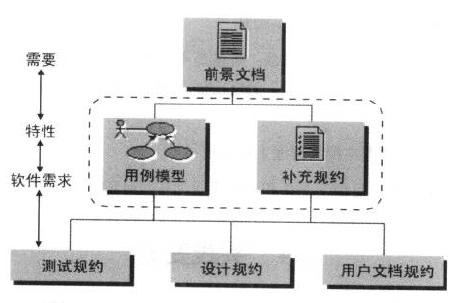 前景文档
需要
特性
用例模型
补充规约
软件需求
测试规约
设计规约
用户文档规约